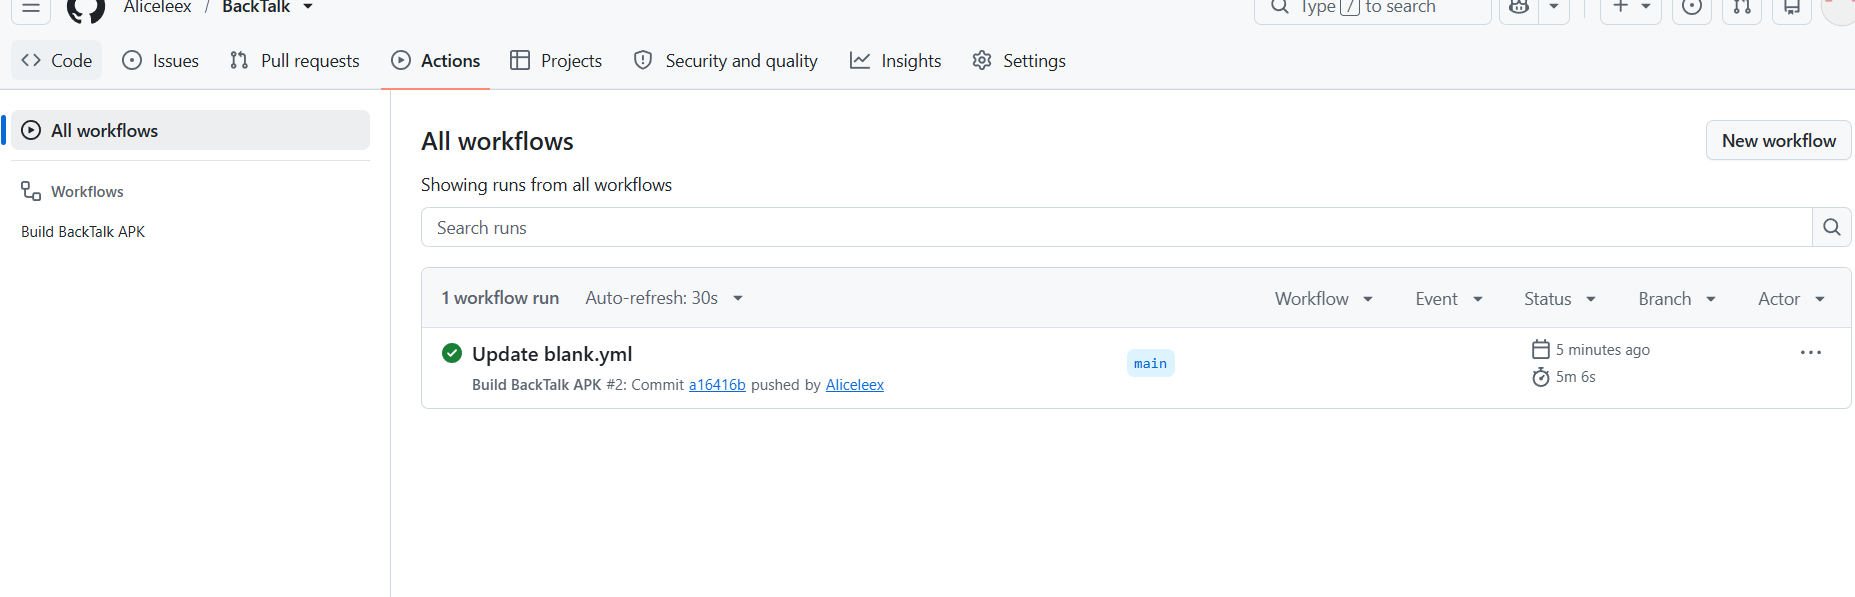 Aliceleex / BackTalk
Type / to search
Code
Issues
Pull requests
Actions
Projects
Security and quality
Insights
Settings
All workflows
Workflows
Build BackTalk APK
All workflows
New workflow
Showing runs from all workflows
Search runs
1 workflow run
Auto-refresh: 30s
Workflow
Event
Status
Branch
Actor
Update blank.yml
Build BackTalk APK #2: Commit a16416b pushed by Aliceleex
main
5 minutes ago
5m 6s